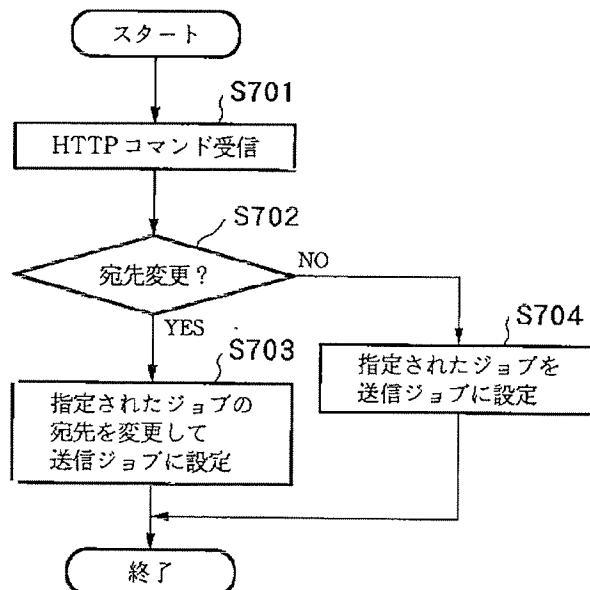 スタート
S701
HTTPコマンド受信
S702
宛先変更？
NO
YES
S703
指定されたジョブの
宛先を変更して
送信ジョブに設定
S704
指定されたジョブを
送信ジョブに設定
終了